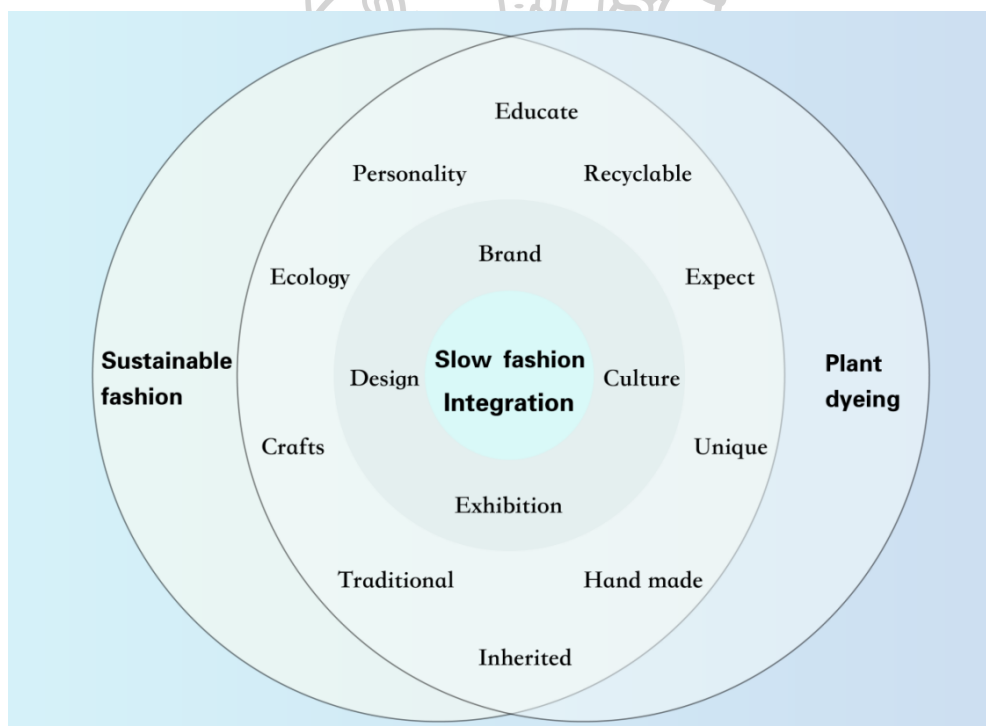 Educate
Personality
Recyclable
Brand
Ecology
Expect
Sustainable
fashion
Slow fashion
Integration
Design
Culture
Plant
dyeing
Crafts
Unique
Exhibition
Traditional
Hand made
Inherited